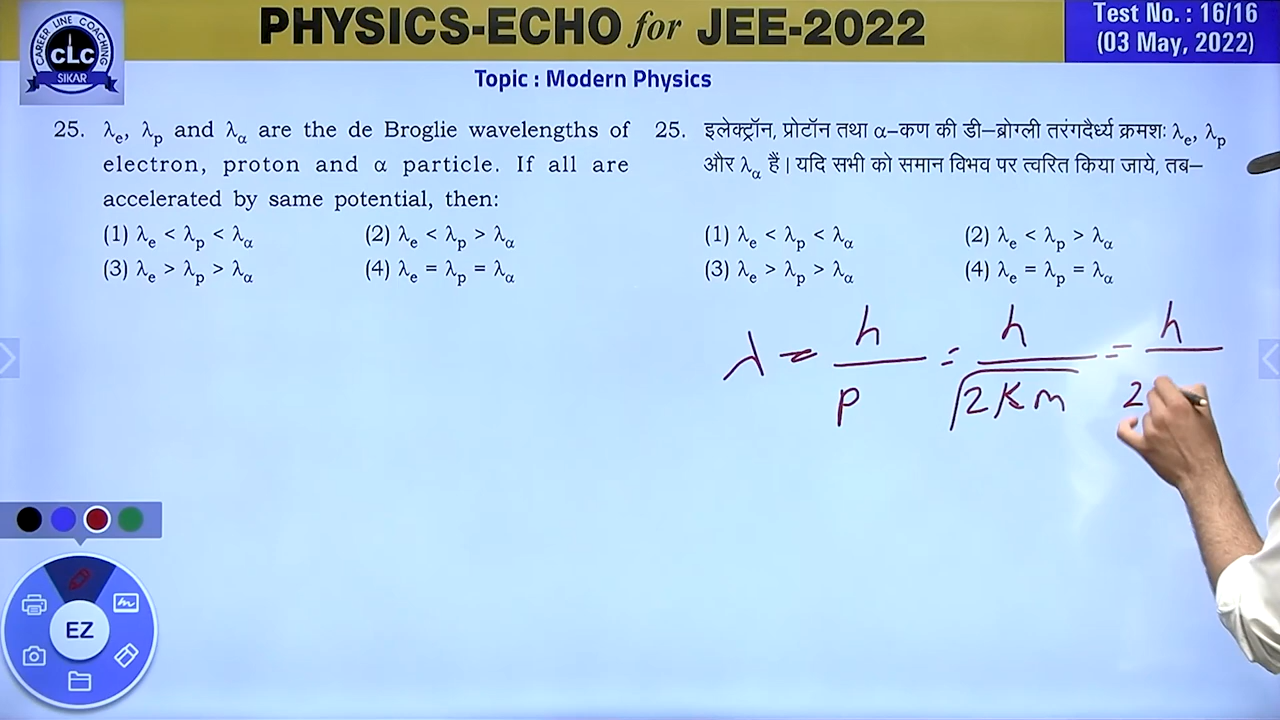 PHYSICS-ECHO for JEE-2022
Test No. : 16/16
(03 May, 2022)
CAREER LINE COACHING
CLC
SIKAR
Topic : Modern Physics
25. λe, λp and λα are the de Broglie wavelengths of
electron, proton and α particle. If all are
accelerated by same potential, then:
(1) λe < λp < λα (2) λe < λp > λα
(3) λe > λp > λα (4) λe = λp = λα
25. इलेक्ट्रॉन, प्रोटॉन तथा α–कण की डी–ब्रोग्ली तरंगदैर्ध्य क्रमशः λe, λp
और λα हैं। यदि सभी को समान विभव पर त्वरित किया जाये, तब–
(1) λe < λp < λα (2) λe < λp > λα
(3) λe > λp > λα (4) λe = λp = λα
λ = h/p = h/√2Km = h/2
EZ